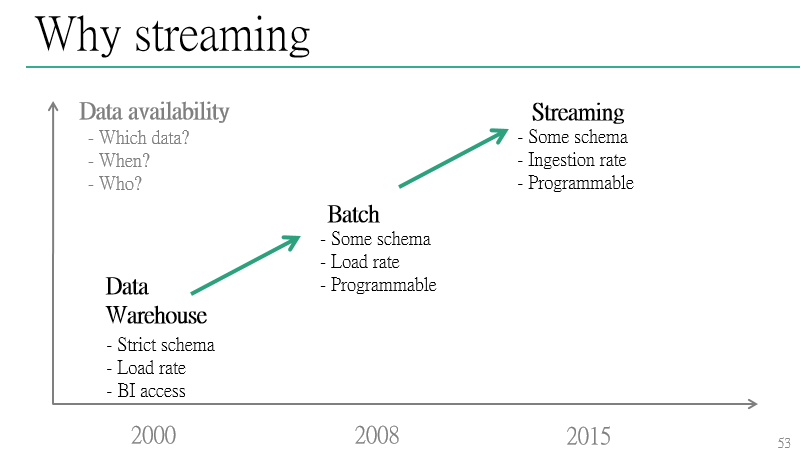 Why streaming
Data availability
- Which data?
- When?
- Who?
Streaming
- Some schema
- Ingestion rate
- Programmable
Batch
- Some schema
- Load rate
- Programmable
Data
Warehouse
- Strict schema
- Load rate
- BI access
2000
2008
2015
53